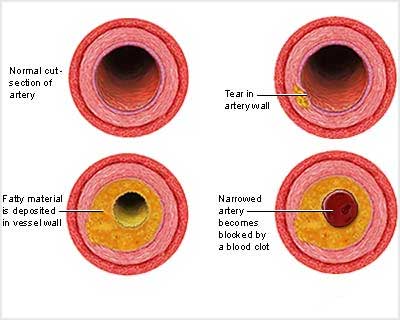 Normal cut-
section of
artery
Tear in
artery wall
Fatty material
is deposited
in vessel wall
Narrowed
artery
becomes
blocked by
a blood clot